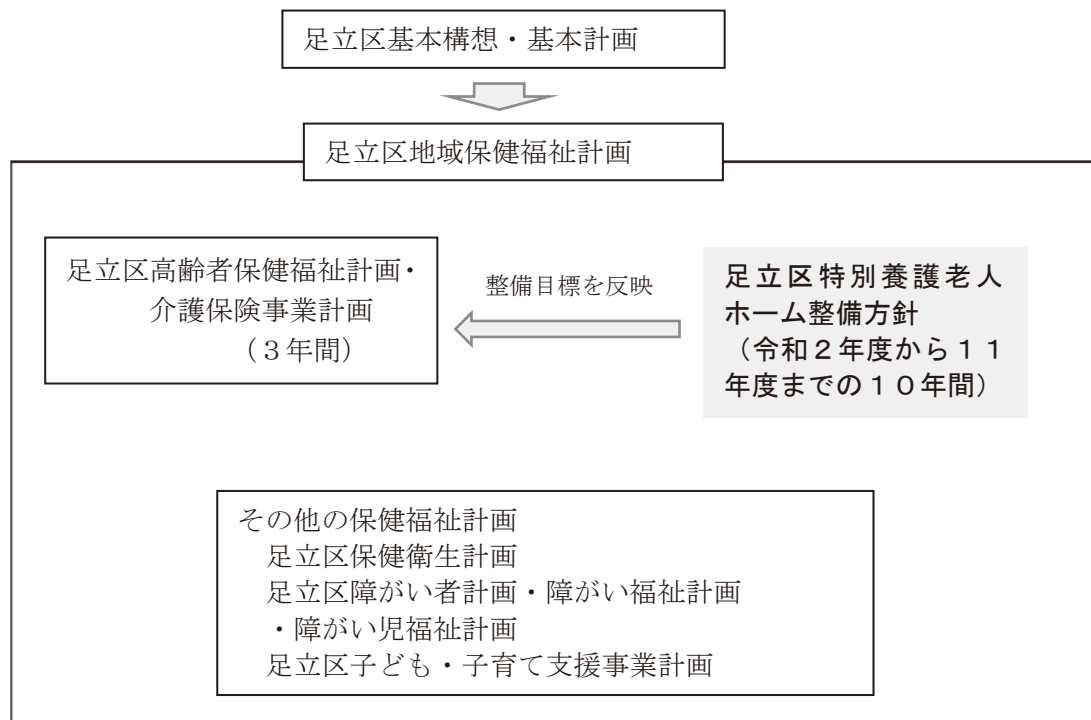 足立区基本構想・基本計画
足立区地域保健福祉計画
足立区高齢者保健福祉計画・
介護保険事業計画
（３年間）
整備目標を反映
足立区特別養護老人
ホーム整備方針
（令和２年度から１１
年度までの１０年間）
その他の保健福祉計画
足立区保健衛生計画
足立区障がい者計画・障がい福祉計画
・障がい児福祉計画
足立区子ども・子育て支援事業計画